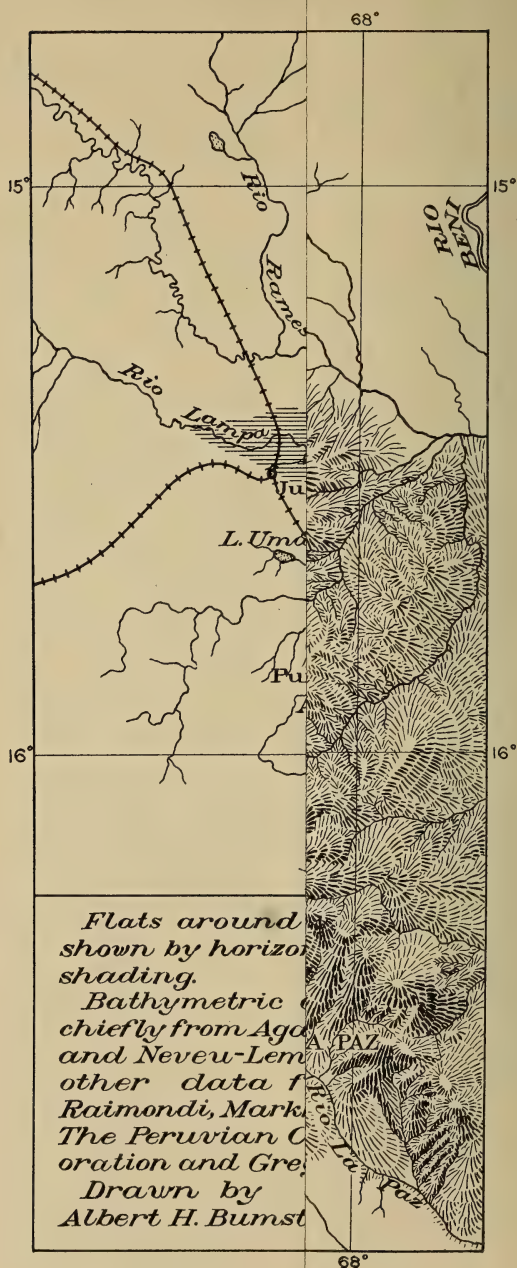 68°
15°
15°
Rio
Rames
RIO
BENI
Rio
Lampa
Ju
L. Uma
Pu
A
16°
16°
Flats around
shown by horizon
shading.
Bathymetric
chiefly from Aga
and Neveu-Lem
other data f
Raimondi, Mark
The Peruvian C
oration and Gre
Drawn by
Albert H. Bumst
A PAZ
Rio La Paz
68°